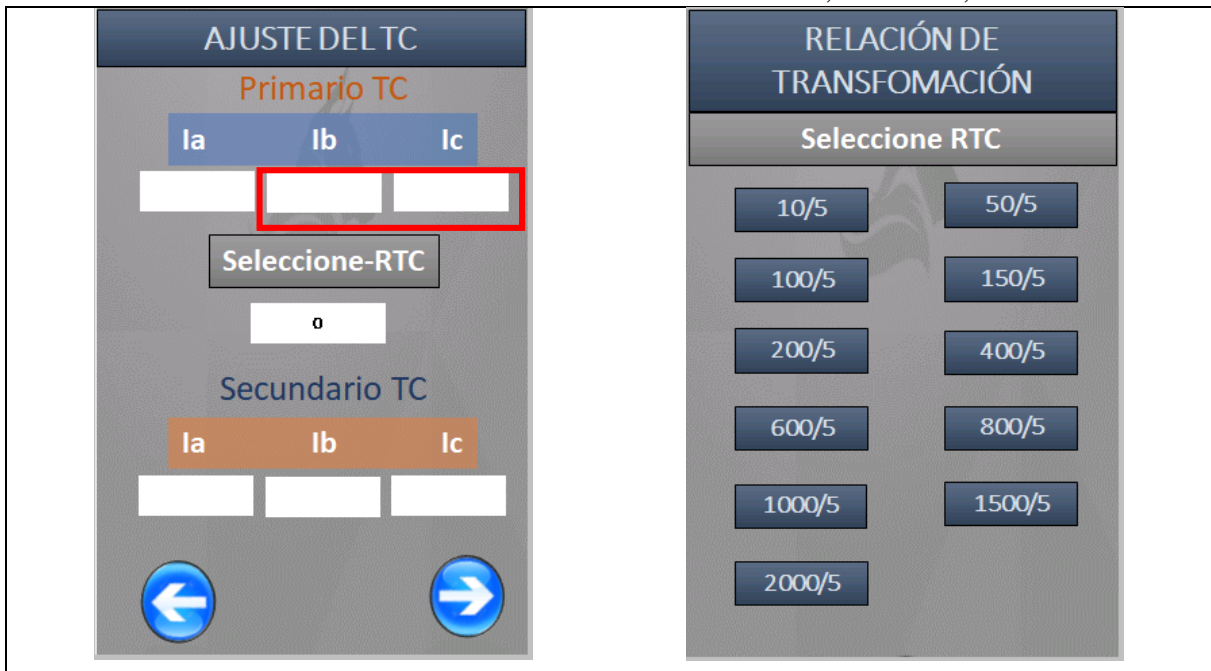 AJUSTE DEL TC
Primario TC
Ia Ib Ic
Seleccione-RTC
0
Secundario TC
Ia Ib Ic
RELACIÓN DE
TRANSFOMACIÓN
Seleccione RTC
10/5 50/5
100/5 150/5
200/5 400/5
600/5 800/5
1000/5 1500/5
2000/5